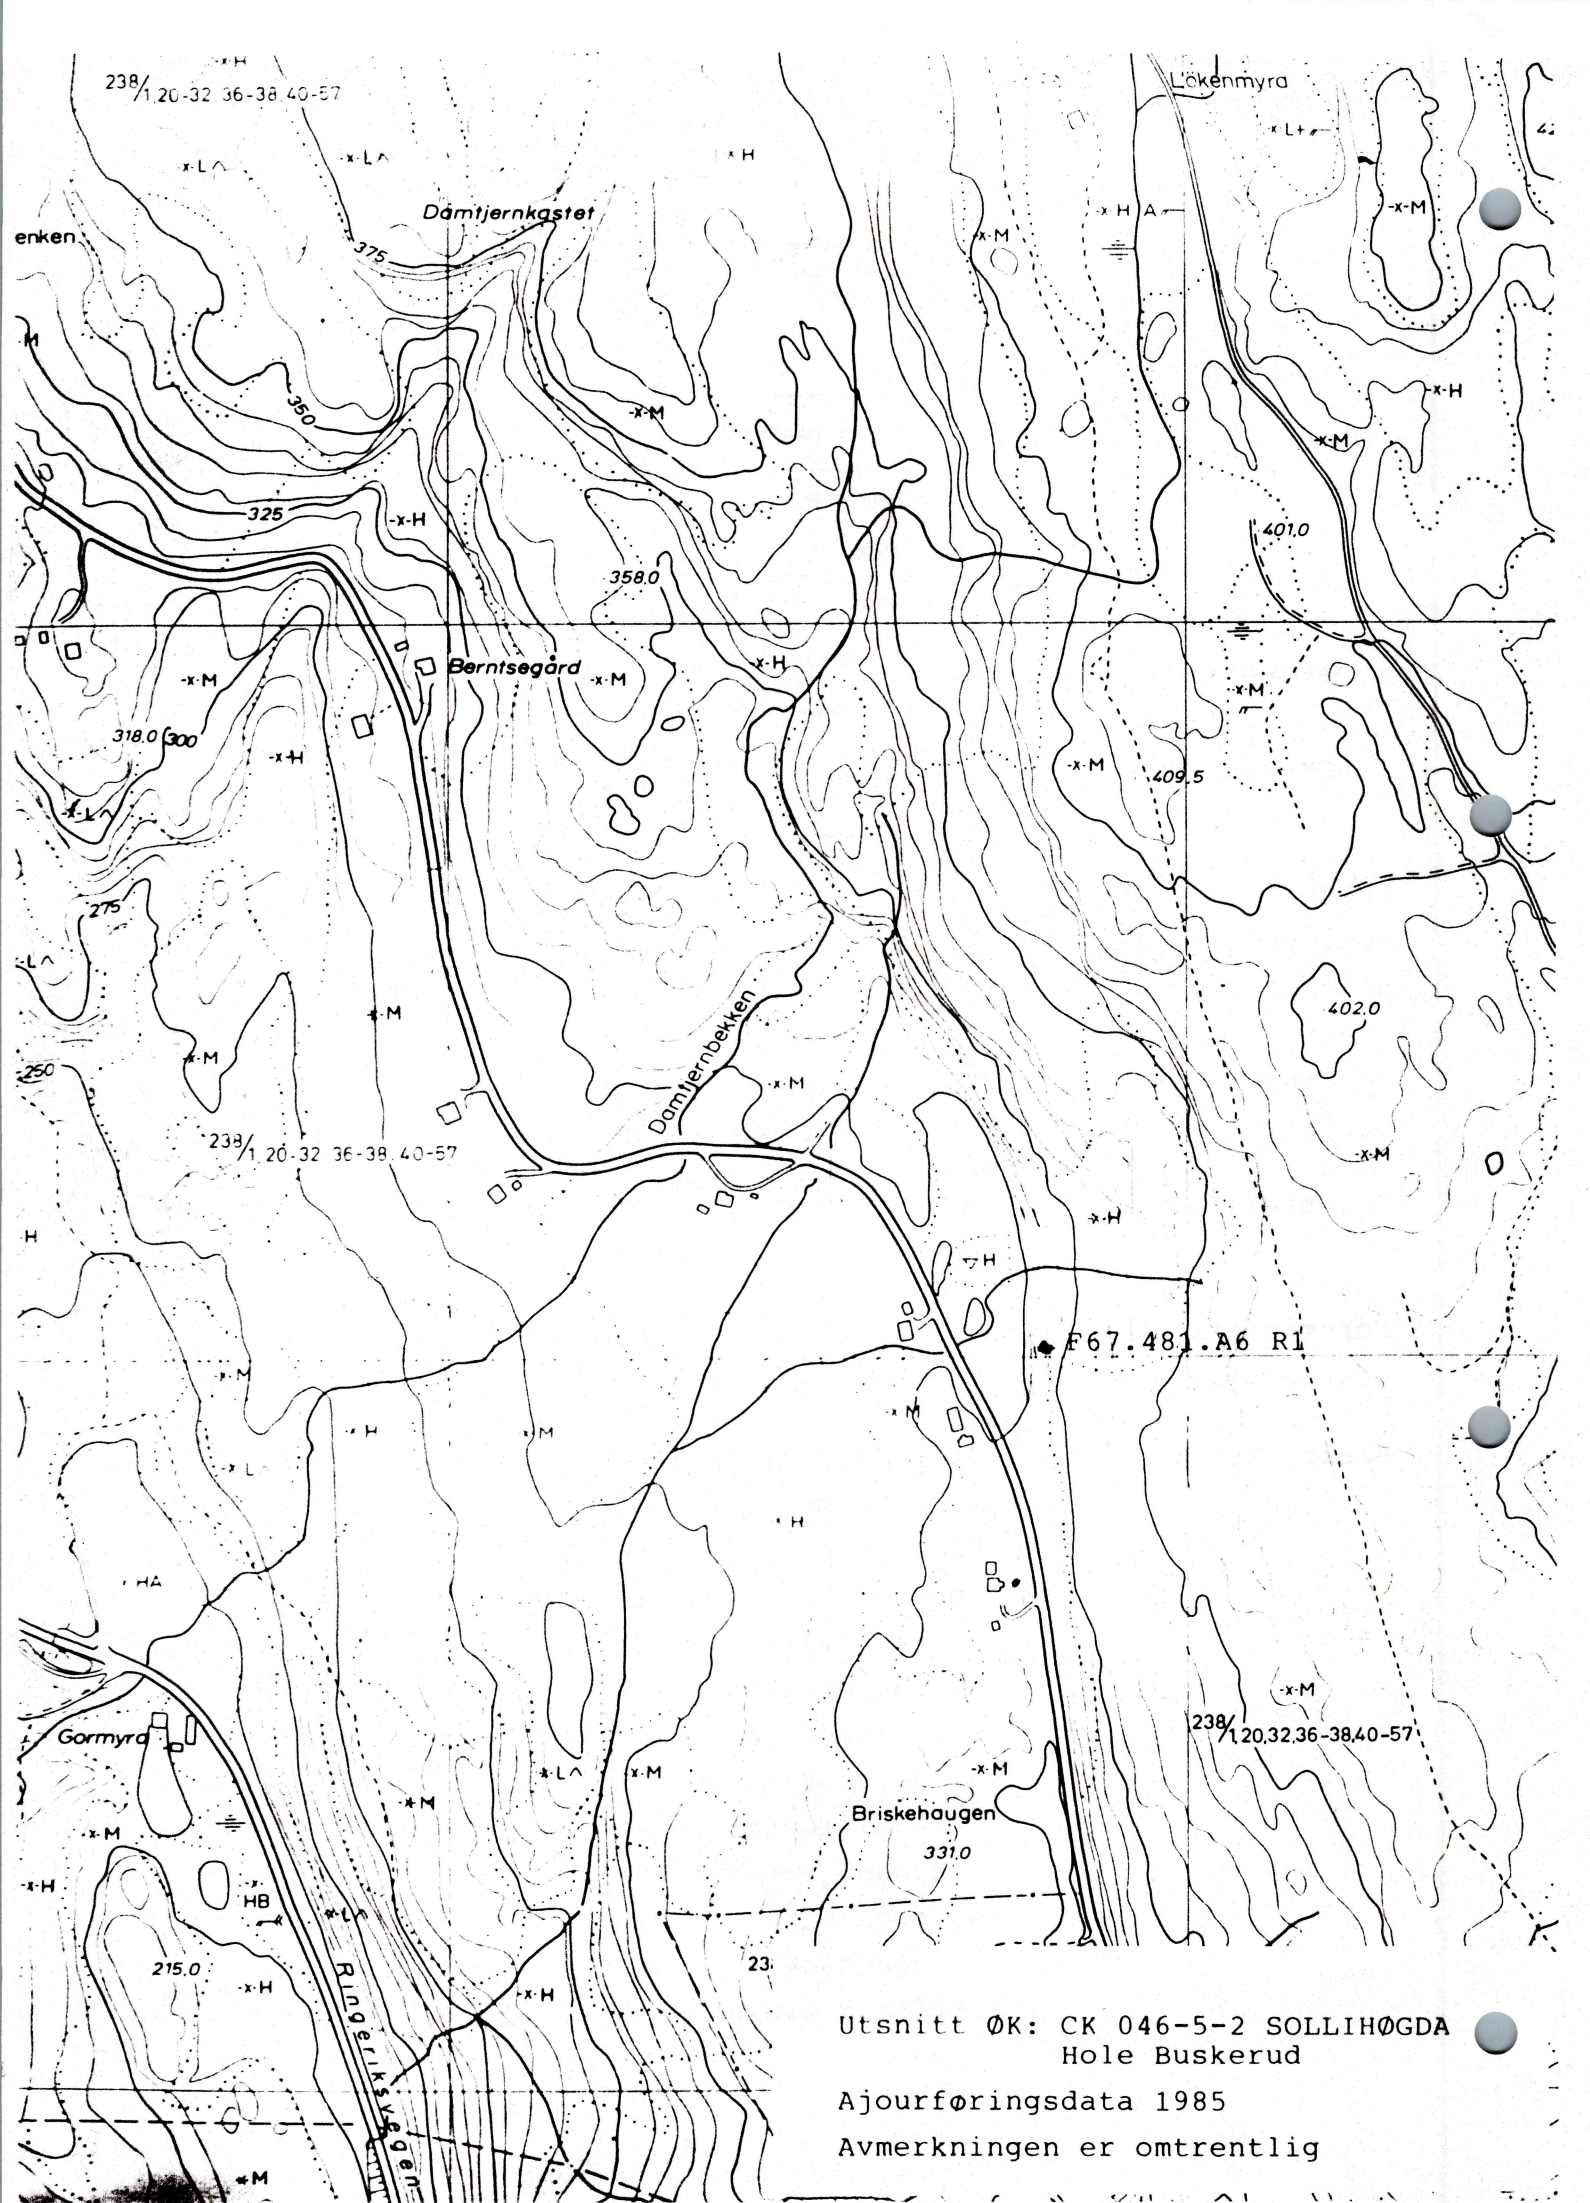 -x-H
238/1,20-32,36-38,40-57
Lökenmyra
-x-L^
-x-L^
x H
x-L+
Damtjernkastet
x H A
-x-M
enken
-x-M
375
M
350
-x-M
-x-H
-x-M
325
-x-H
401.0
358.0
-x-H
Berntsegård
-x-M
-x-M
-x-M
318.0
300
-x-H
-x-M
409.5
-x-L^
275
-L^
402.0
-x-M
-x-M
250
Damtjernbekken
-x-M
238/1,20-32 36-38,40-57
-x-M
H
-x-H
H
F67.481.A6 R1
-x-M
-x-M
-x H
-x-M
-x L
x H
x HA
-x-M
Gormyra
238/1,20,32,36-38,40-57
x-L^
x-M
-x-M
-x-M
Briskehaugen
-x-M
331.0
-x-H
-x-
HB
-x-L^
215.0
23
-x-H
-x-H
Ringeriksvegen
Utsnitt ØK: CK 046-5-2 SOLLIHØGDA
Hole Buskerud
Ajourføringsdata 1985
Avmerkningen er omtrentlig
-x-M